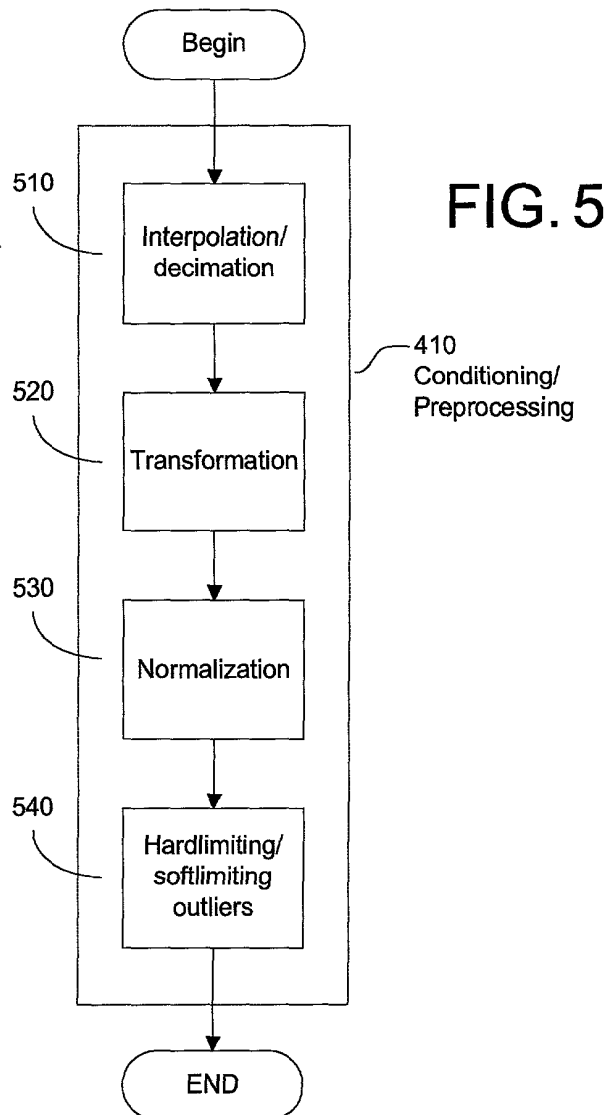 Begin
FIG. 5
510
Interpolation/
decimation
410
Conditioning/
Preprocessing
520
Transformation
530
Normalization
540
Hardlimiting/
softlimiting
outliers
END